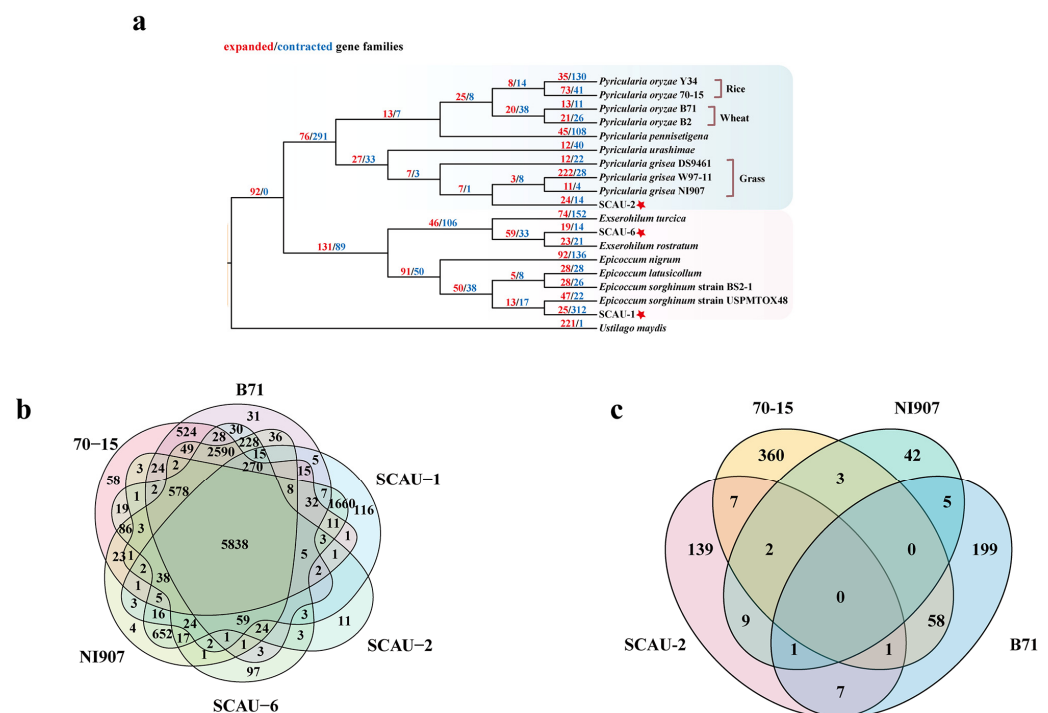 a
expanded/contracted gene families
35/130 Pyricularia oryzae Y34
8/14
73/41 Pyricularia oryzae 70-15
Rice
25/8
13/11 Pyricularia oryzae B71
20/38
21/26 Pyricularia oryzae B2
Wheat
13/7
45/108 Pyricularia pennisetigena
76/291
12/40 Pyricularia urashimae
27/33
12/22 Pyricularia grisea DS9461
7/3
222/28 Pyricularia grisea W97-11
3/8
Grass
7/1
11/4 Pyricularia grisea NI907
92/0
24/14 SCAU-2
74/152 Exserohilum turcica
46/106
19/14 SCAU-6
59/33
23/21 Exserohilum rostratum
131/89
92/136 Epicoccum nigrum
91/50
28/28 Epicoccum latusicollum
5/8
50/38
28/26 Epicoccum sorghinum strain BS2-1
47/22 Epicoccum sorghinum strain USPMTOX48
13/17
25/312 SCAU-1
221/1 Ustilago maydis
b
B71
70−15
SCAU−1
SCAU−2
SCAU−6
NI907
31
524 28 30 36
49 2590 228 15 5
3 24 2 270 15
58 1 2 578 8 7
19 32 1660 116
86 3 11 1
5838 3
23 1 5 1
2 38 2
1 5
3 16 24 59 3 11
4 652 17 2 1 24 3
1 1 3
97
c
70-15
NI907
SCAU-2
B71
360
42
3
7
5
139
2
0
199
0
9
58
1
1
7